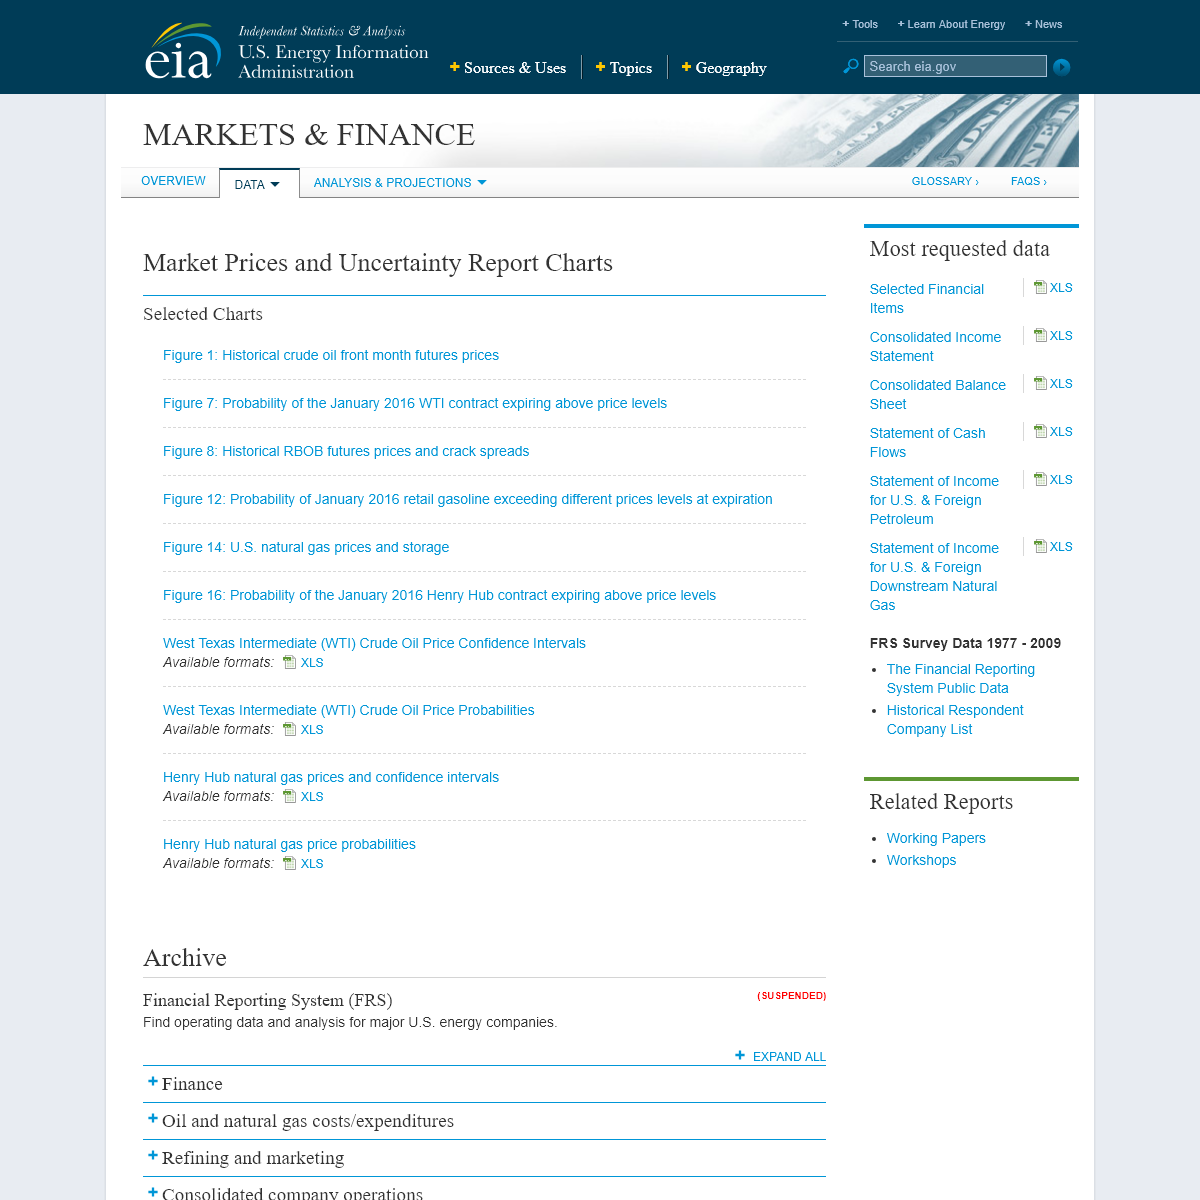 + Tools + Learn About Energy + News
eia
Independent Statistics & Analysis
U.S. Energy Information
Administration
+ Sources & Uses + Topics + Geography
Search eia.gov
MARKETS & FINANCE
OVERVIEW DATA ANALYSIS & PROJECTIONS GLOSSARY › FAQS ›
Market Prices and Uncertainty Report Charts
Selected Charts
Figure 1: Historical crude oil front month futures prices
Figure 7: Probability of the January 2016 WTI contract expiring above price levels
Figure 8: Historical RBOB futures prices and crack spreads
Figure 12: Probability of January 2016 retail gasoline exceeding different prices levels at expiration
Figure 14: U.S. natural gas prices and storage
Figure 16: Probability of the January 2016 Henry Hub contract expiring above price levels
West Texas Intermediate (WTI) Crude Oil Price Confidence Intervals
Available formats: XLS
West Texas Intermediate (WTI) Crude Oil Price Probabilities
Available formats: XLS
Henry Hub natural gas prices and confidence intervals
Available formats: XLS
Henry Hub natural gas price probabilities
Available formats: XLS
Archive
Financial Reporting System (FRS) (SUSPENDED)
Find operating data and analysis for major U.S. energy companies.
+ EXPAND ALL
+ Finance
+ Oil and natural gas costs/expenditures
+ Refining and marketing
+ Consolidated company operations
Most requested data
Selected Financial XLS
Items
Consolidated Income XLS
Statement
Consolidated Balance XLS
Sheet
Statement of Cash XLS
Flows
Statement of Income XLS
for U.S. & Foreign
Petroleum
Statement of Income XLS
for U.S. & Foreign
Downstream Natural
Gas
FRS Survey Data 1977 - 2009
• The Financial Reporting
System Public Data
• Historical Respondent
Company List
Related Reports
• Working Papers
• Workshops